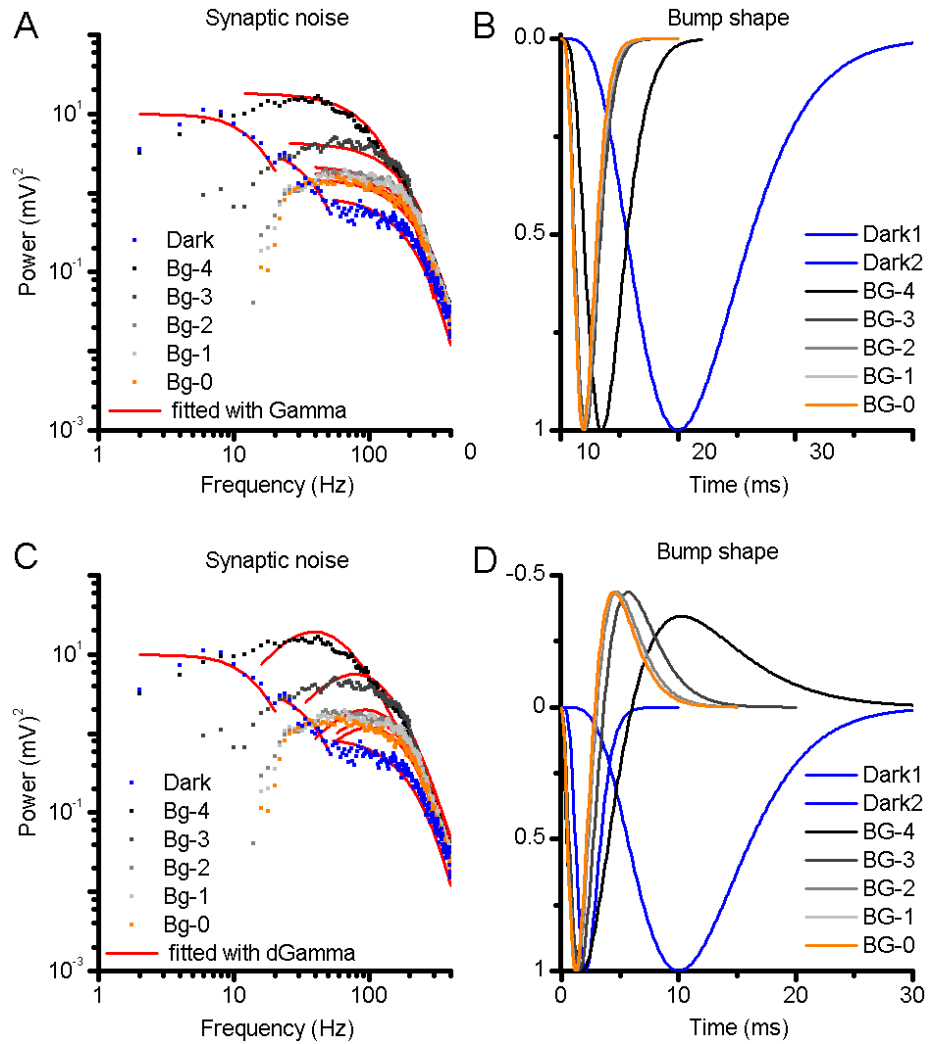 A
Synaptic noise
Power (mV)²
10¹
10⁻¹
10⁻³
Dark
Bg-4
Bg-3
Bg-2
Bg-1
Bg-0
fitted with Gamma
1
10
100
0
Frequency (Hz)
B
Bump shape
0.0
0.5
1
Dark1
Dark2
BG-4
BG-3
BG-2
BG-1
BG-0
10
20
30
Time (ms)
C
Synaptic noise
Power (mV)²
10¹
10⁻¹
10⁻³
Dark
Bg-4
Bg-3
Bg-2
Bg-1
Bg-0
fitted with dGamma
1
10
100
Frequency (Hz)
D
Bump shape
-0.5
0
0.5
1
Dark1
Dark2
BG-4
BG-3
BG-2
BG-1
BG-0
0
10
20
30
Time (ms)